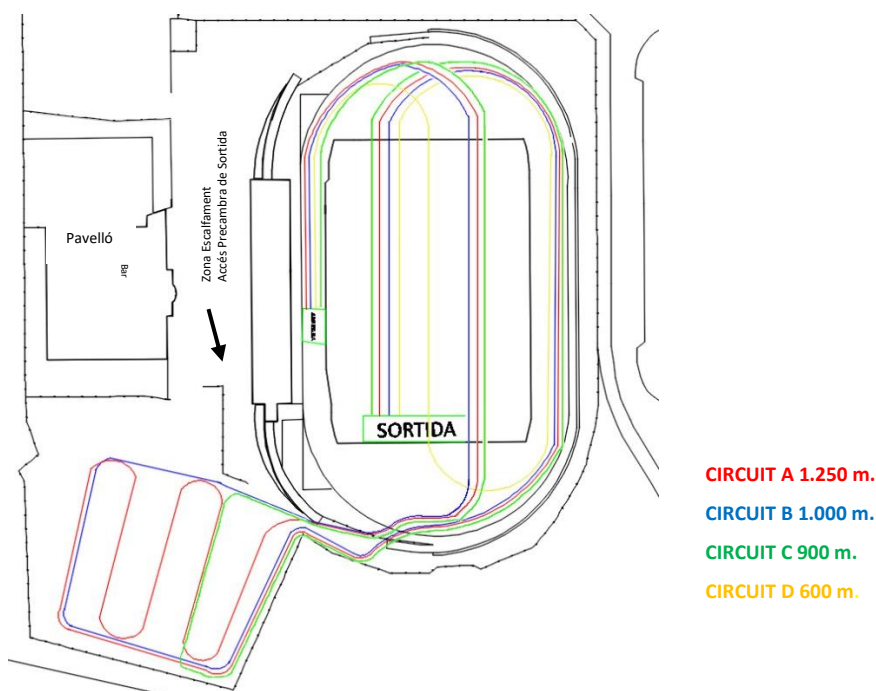 Zona Escalfament
Accés Precambra de Sortida
Pavelló
Bar
SORTIDA
CIRCUIT A 1.250 m.
CIRCUIT B 1.000 m.
CIRCUIT C 900 m.
CIRCUIT D 600 m.